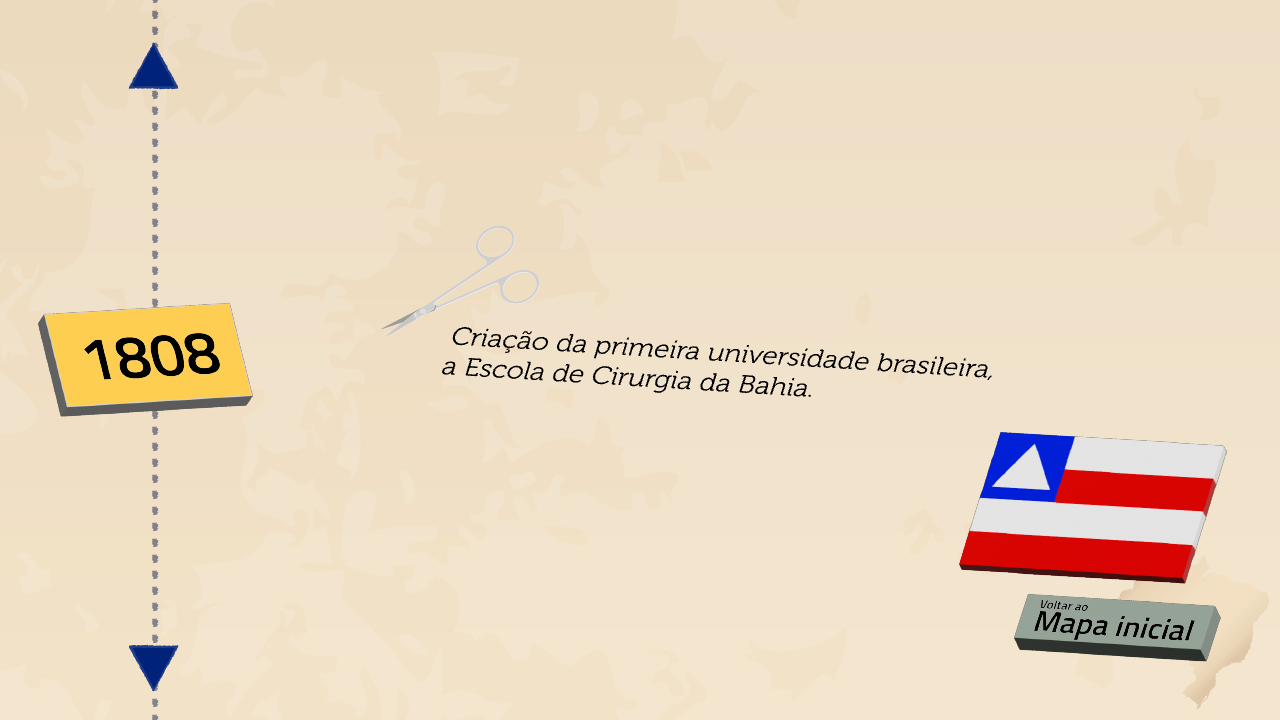 1808
Criação da primeira universidade brasileira,
a Escola de Cirurgia da Bahia.
Voltar ao
Mapa inicial